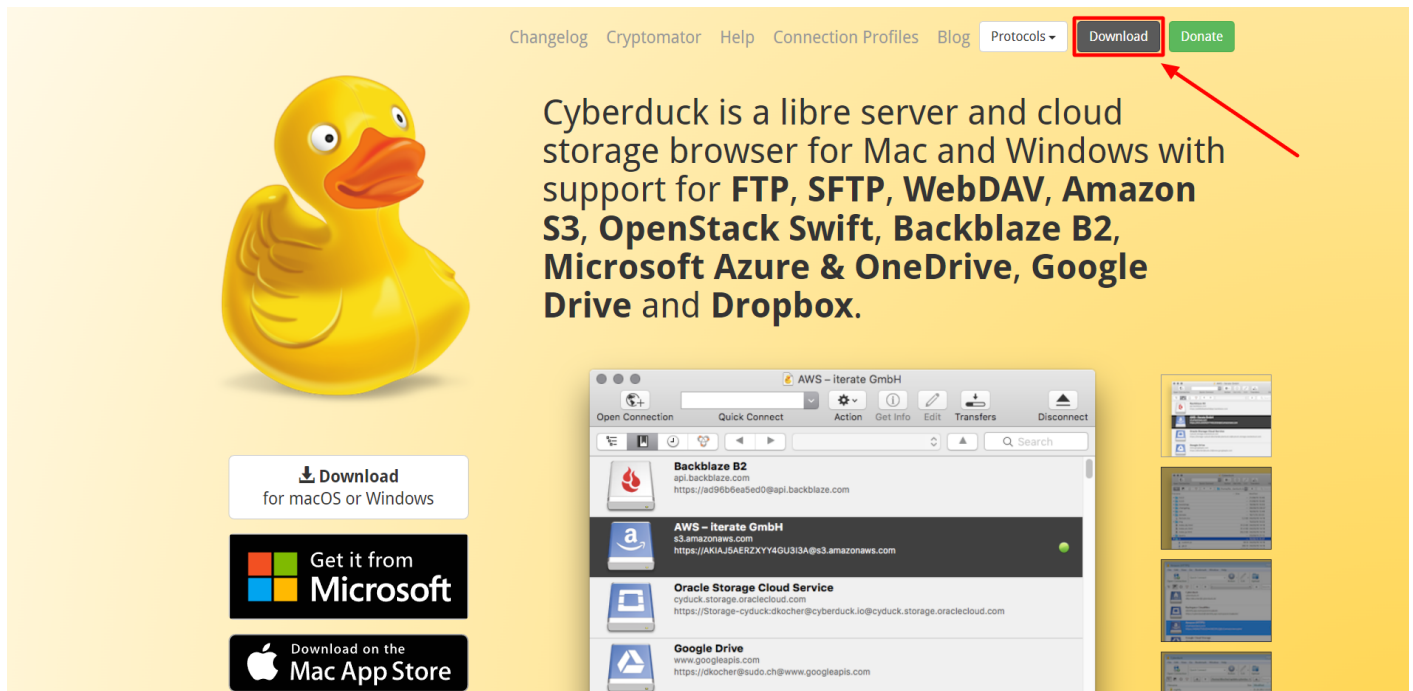 Changelog Cryptomator Help Connection Profiles Blog Protocols Download Donate
Cyberduck is a libre server and cloud
storage browser for Mac and Windows with
support for FTP, SFTP, WebDAV, Amazon
S3, OpenStack Swift, Backblaze B2,
Microsoft Azure & OneDrive, Google
Drive and Dropbox.
Download
for macOS or Windows
Get it from
Microsoft
Download on the
Mac App Store
AWS – iterate GmbH
Open Connection Quick Connect Action Get Info Edit Transfers Disconnect
Search
Backblaze B2
api.backblaze.com
https://ad96b6ea5ed0@api.backblaze.com
AWS – iterate GmbH
s3.amazonaws.com
https://AKIAJ5AERZXYY4GU3I3A@s3.amazonaws.com
Oracle Storage Cloud Service
cyduck.storage.oraclecloud.com
https://Storage-cyduck:dkocher@cyberduck.io@cyduck.storage.oraclecloud.com
Google Drive
www.googleapis.com
https://dkocher@sudo.ch@www.googleapis.com